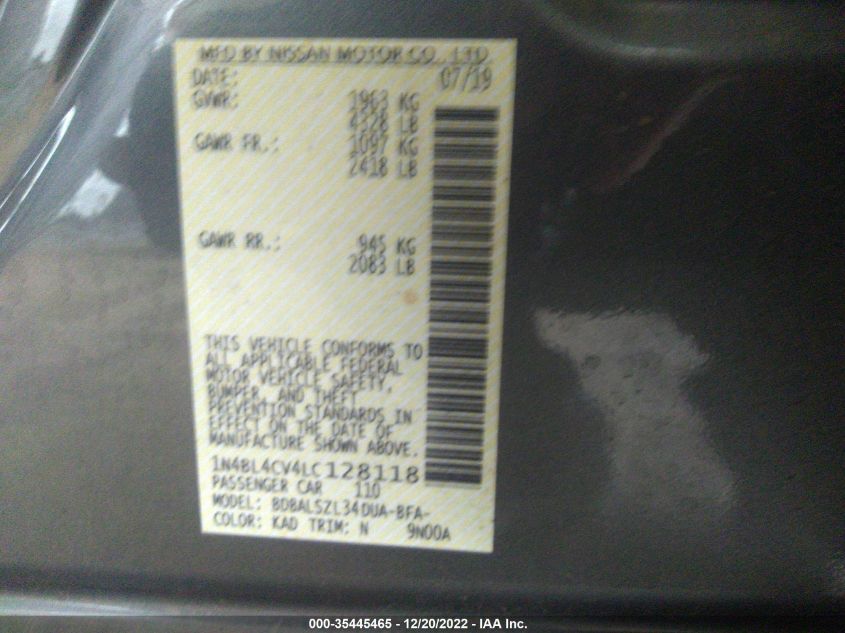 MFD BY NISSAN MOTOR CO., LTD.
DATE: 07/19
GVWR: 1963 KG
4328 LB
GAWR FR.: 1097 KG
2418 LB
GAWR RR.: 945 KG
2083 LB
THIS VEHICLE CONFORMS TO
ALL APPLICABLE FEDERAL
MOTOR VEHICLE SAFETY,
BUMPER, AND THEFT
PREVENTION STANDARDS IN
EFFECT ON THE DATE OF
MANUFACTURE SHOWN ABOVE.
1N4BL4CV4LC128118
PASSENGER CAR 110
MODEL: BDBALSZL34DUA-BFA-
COLOR: KAD TRIM: N 9N00A
000-35445465 - 12/20/2022 - IAA Inc.